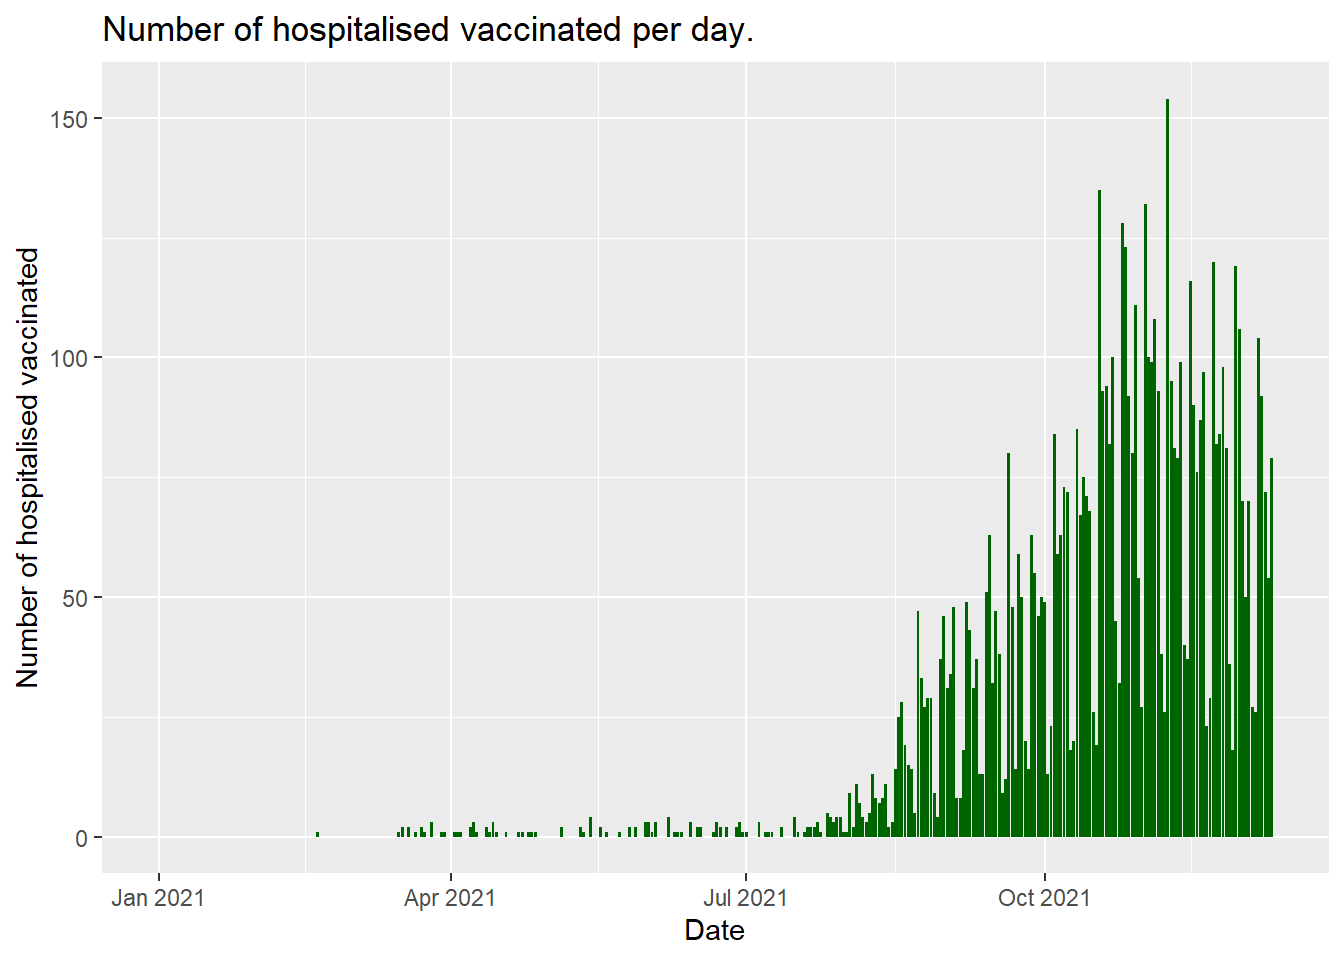 Number of hospitalised vaccinated per day.
Number of hospitalised vaccinated
150
100
50
0
Jan 2021 Apr 2021 Jul 2021 Oct 2021
Date